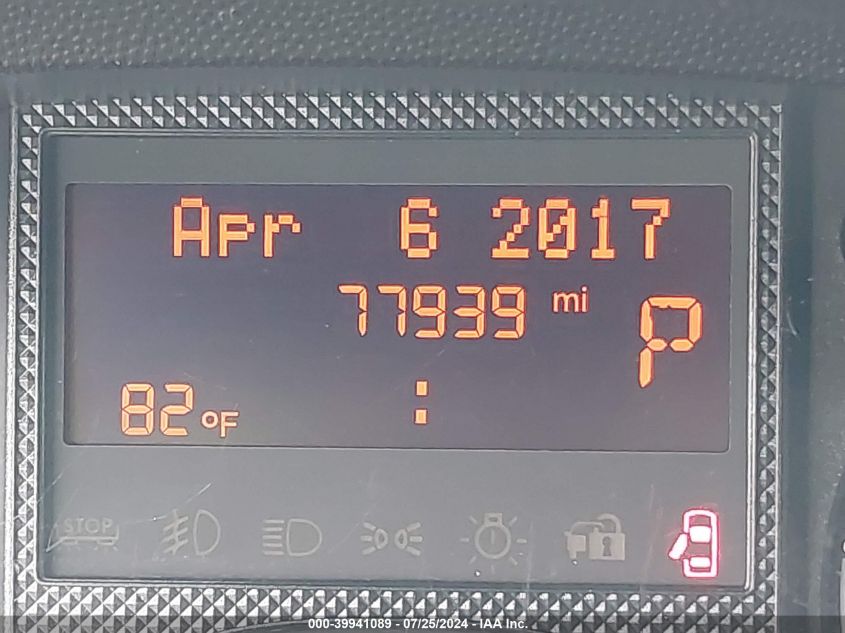 Apr 6 2017
77939 mi
P
82°F :
STOP
000-39941089 - 07/25/2024 - IAA Inc.